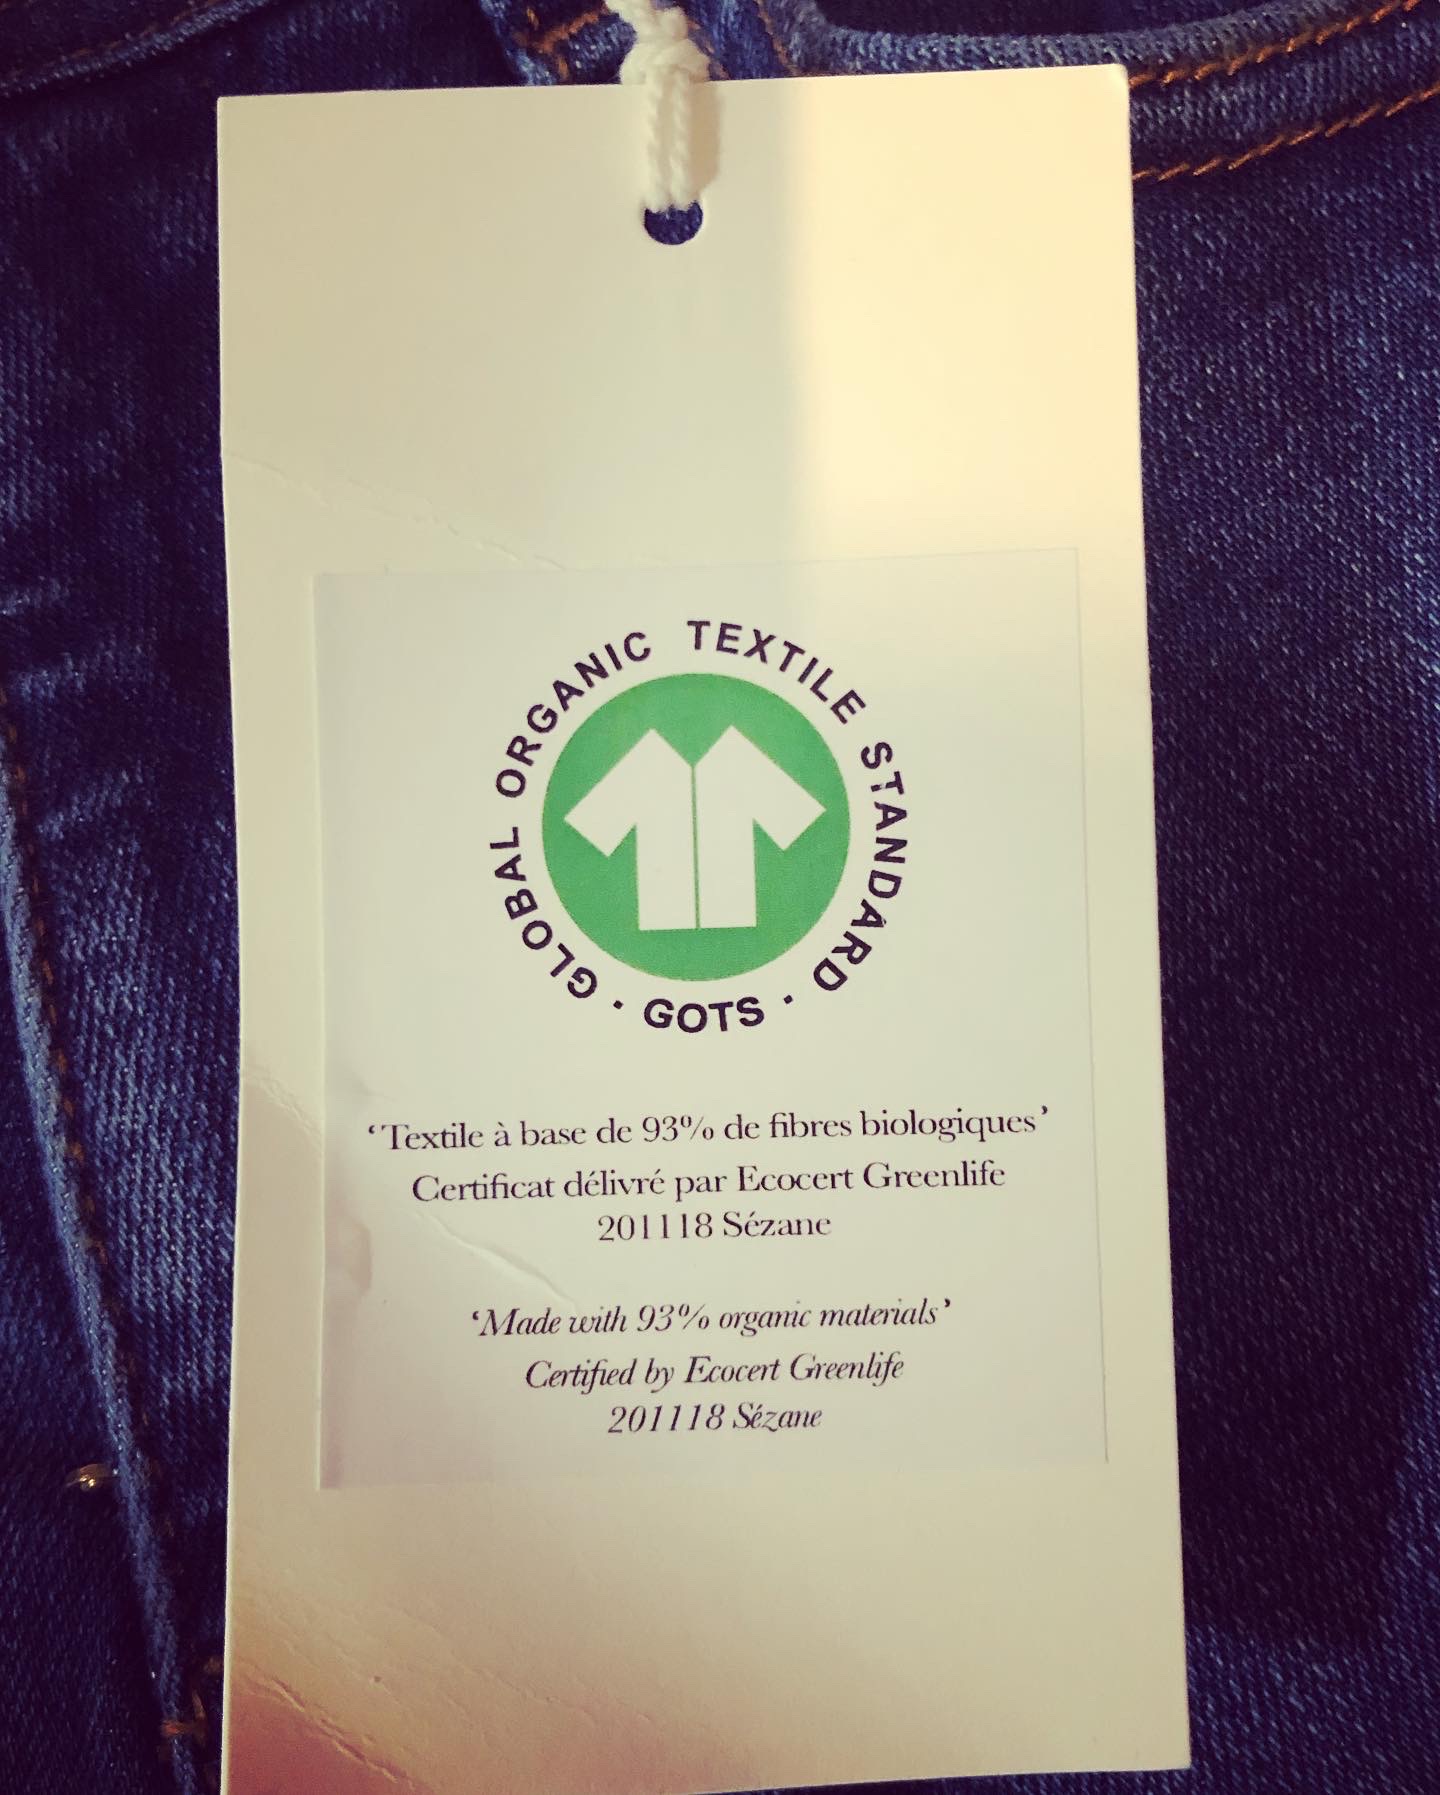 GLOBAL ORGANIC TEXTILE STANDARD
· GOTS ·
‘Textile à base de 93% de fibres biologiques’
Certificat délivré par Ecocert Greenlife
201118 Sézane
‘Made with 93% organic materials’
Certified by Ecocert Greenlife
201118 Sézane